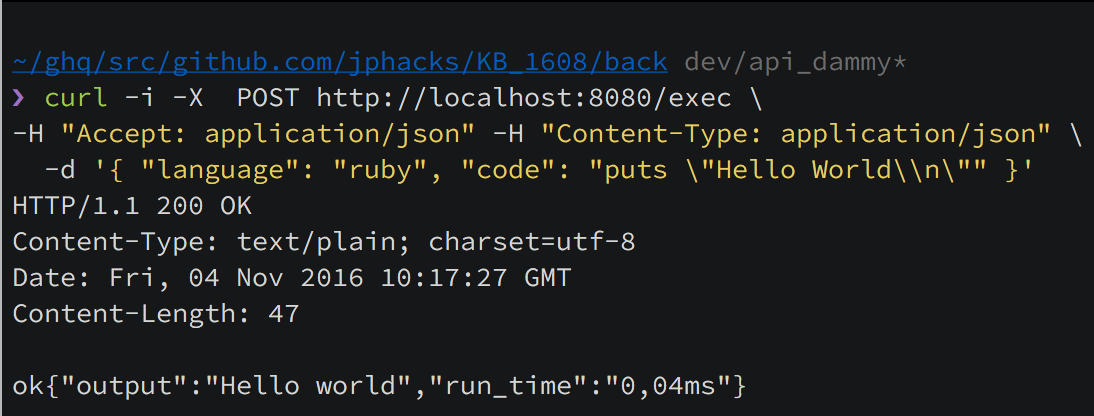 ~/ghq/src/github.com/jphacks/KB_1608/back dev/api_dammy*
❯ curl -i -X  POST http://localhost:8080/exec \
-H "Accept: application/json" -H "Content-Type: application/json" \
  -d '{ "language": "ruby", "code": "puts \"Hello World\\n\"" }'
HTTP/1.1 200 OK
Content-Type: text/plain; charset=utf-8
Date: Fri, 04 Nov 2016 10:17:27 GMT
Content-Length: 47

ok{"output":"Hello world","run_time":"0,04ms"}